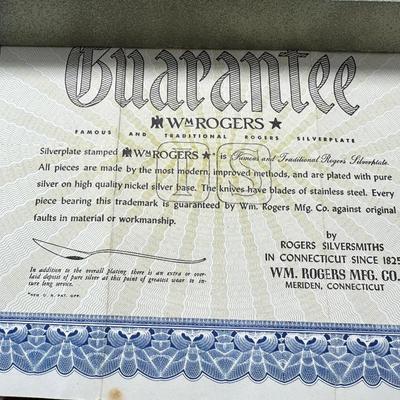 Guarantee
WM ROGERS ★
FAMOUS AND TRADITIONAL ROGERS SILVERPLATE
Silverplate stamped WM ROGERS ★ is Famous and Traditional Rogers Silverplate.
All pieces are made by the most modern, improved methods, and are plated with pure
silver on high quality nickel silver base. The knives have blades of stainless steel. Every
piece bearing this trademark is guaranteed by Wm. Rogers Mfg. Co. against original
faults in material or workmanship.
by
ROGERS SILVERSMITHS
IN CONNECTICUT SINCE 1825
WM. ROGERS MFG. CO.
MERIDEN, CONNECTICUT
In addition to the overall plating there is an extra or over-
laid deposit of pure silver at this point of greatest wear to in-
sure long service.
*REG U. S. PAT. OFF.